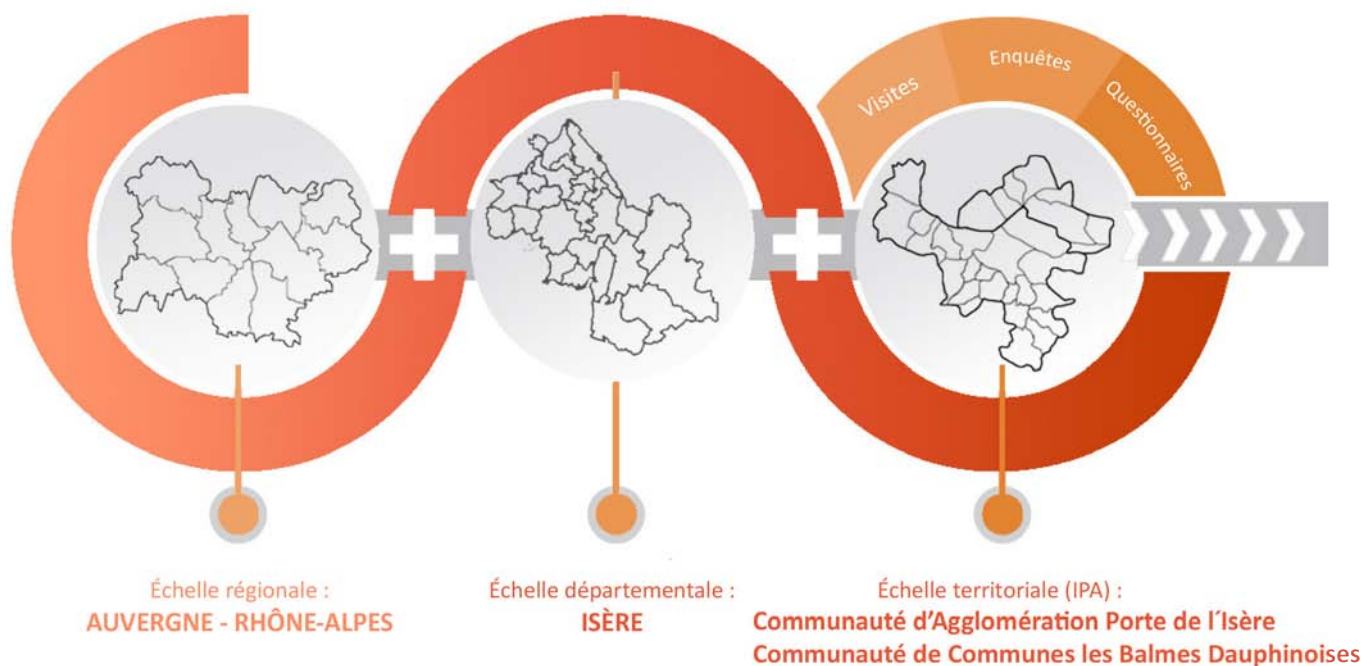 Visites
Enquêtes
Questionnaires
Échelle régionale :
AUVERGNE - RHÔNE-ALPES
Échelle départementale :
ISÈRE
Échelle territoriale (IPA) :
Communauté d'Agglomération Porte de l´Isère
Communauté de Communes les Balmes Dauphinoises